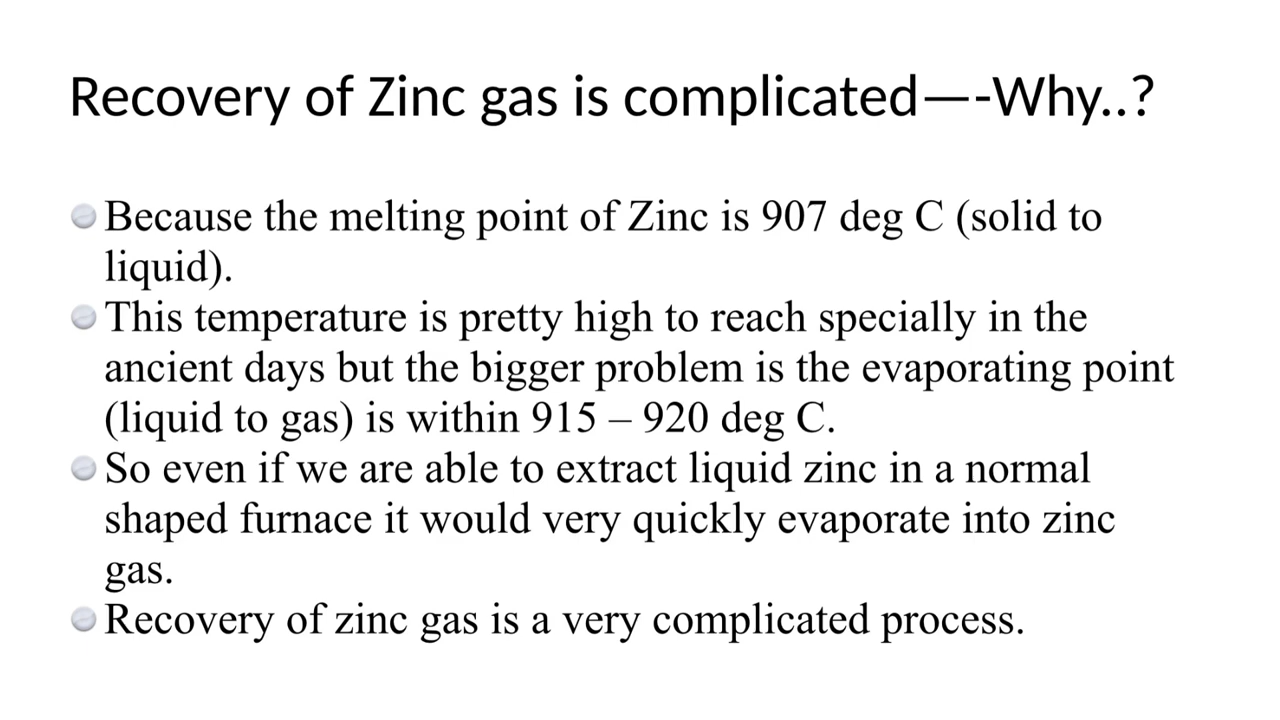 Recovery of Zinc gas is complicated—-Why..?
Because the melting point of Zinc is 907 deg C (solid to
liquid).
This temperature is pretty high to reach specially in the
ancient days but the bigger problem is the evaporating point
(liquid to gas) is within 915 – 920 deg C.
So even if we are able to extract liquid zinc in a normal
shaped furnace it would very quickly evaporate into zinc
gas.
Recovery of zinc gas is a very complicated process.